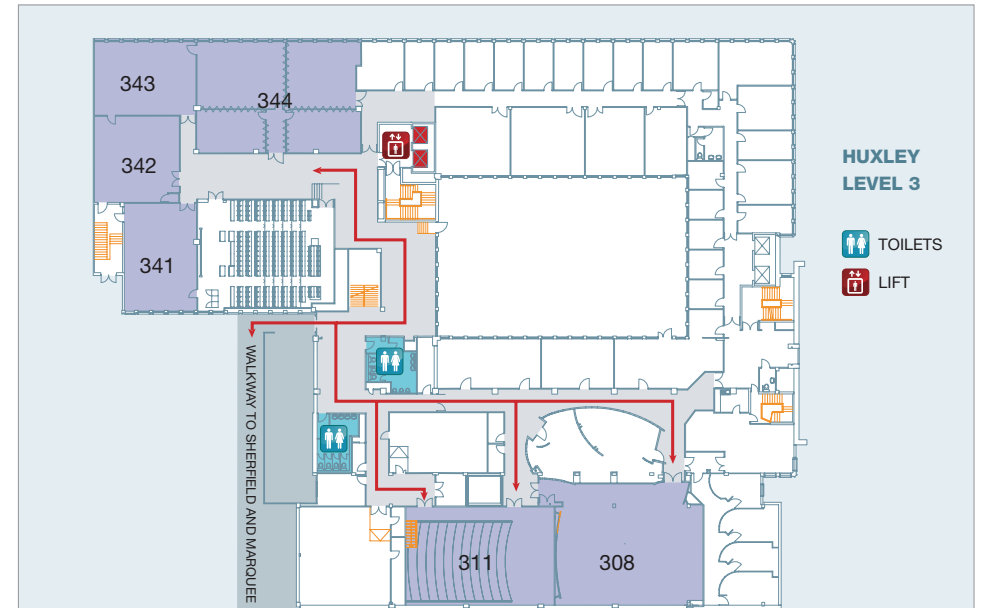 343
344
342
341
HUXLEY
LEVEL 3
TOILETS
LIFT
WALKWAY TO SHERFIELD AND MARQUEE
311
308